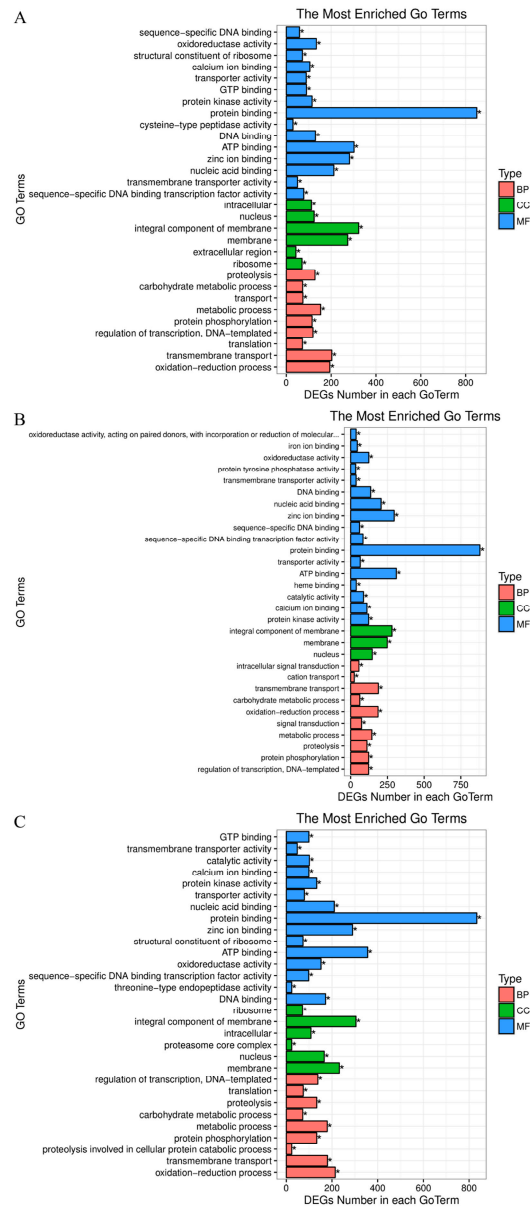 A
The Most Enriched Go Terms
sequence−specific DNA binding
oxidoreductase activity
structural constituent of ribosome
calcium ion binding
transporter activity
GTP binding
protein kinase activity
protein binding
cysteine−type peptidase activity
DNA binding
ATP binding
zinc ion binding
nucleic acid binding
transmembrane transporter activity
sequence−specific DNA binding transcription factor activity
intracellular
nucleus
integral component of membrane
membrane
extracellular region
ribosome
proteolysis
carbohydrate metabolic process
transport
metabolic process
protein phosphorylation
regulation of transcription, DNA−templated
translation
transmembrane transport
oxidation−reduction process
GO Terms
0 200 400 600 800
DEGs Number in each GoTerm
Type
BP
CC
MF
B
The Most Enriched Go Terms
oxidoreductase activity, acting on paired donors, with incorporation or reduction of molecular...
iron ion binding
oxidoreductase activity
protein tyrosine phosphatase activity
transmembrane transporter activity
DNA binding
nucleic acid binding
zinc ion binding
sequence−specific DNA binding
sequence−specific DNA binding transcription factor activity
protein binding
transporter activity
ATP binding
heme binding
catalytic activity
calcium ion binding
protein kinase activity
integral component of membrane
membrane
nucleus
intracellular signal transduction
cation transport
transmembrane transport
carbohydrate metabolic process
oxidation−reduction process
signal transduction
metabolic process
proteolysis
protein phosphorylation
regulation of transcription, DNA−templated
GO Terms
0 250 500 750
DEGs Number in each GoTerm
Type
BP
CC
MF
C
The Most Enriched Go Terms
GTP binding
transmembrane transporter activity
catalytic activity
calcium ion binding
protein kinase activity
transporter activity
nucleic acid binding
protein binding
zinc ion binding
structural constituent of ribosome
ATP binding
oxidoreductase activity
sequence−specific DNA binding transcription factor activity
threonine−type endopeptidase activity
DNA binding
ribosome
integral component of membrane
intracellular
proteasome core complex
nucleus
membrane
regulation of transcription, DNA−templated
translation
proteolysis
carbohydrate metabolic process
metabolic process
protein phosphorylation
proteolysis involved in cellular protein catabolic process
transmembrane transport
oxidation−reduction process
GO Terms
0 200 400 600 800
DEGs Number in each GoTerm
Type
BP
CC
MF